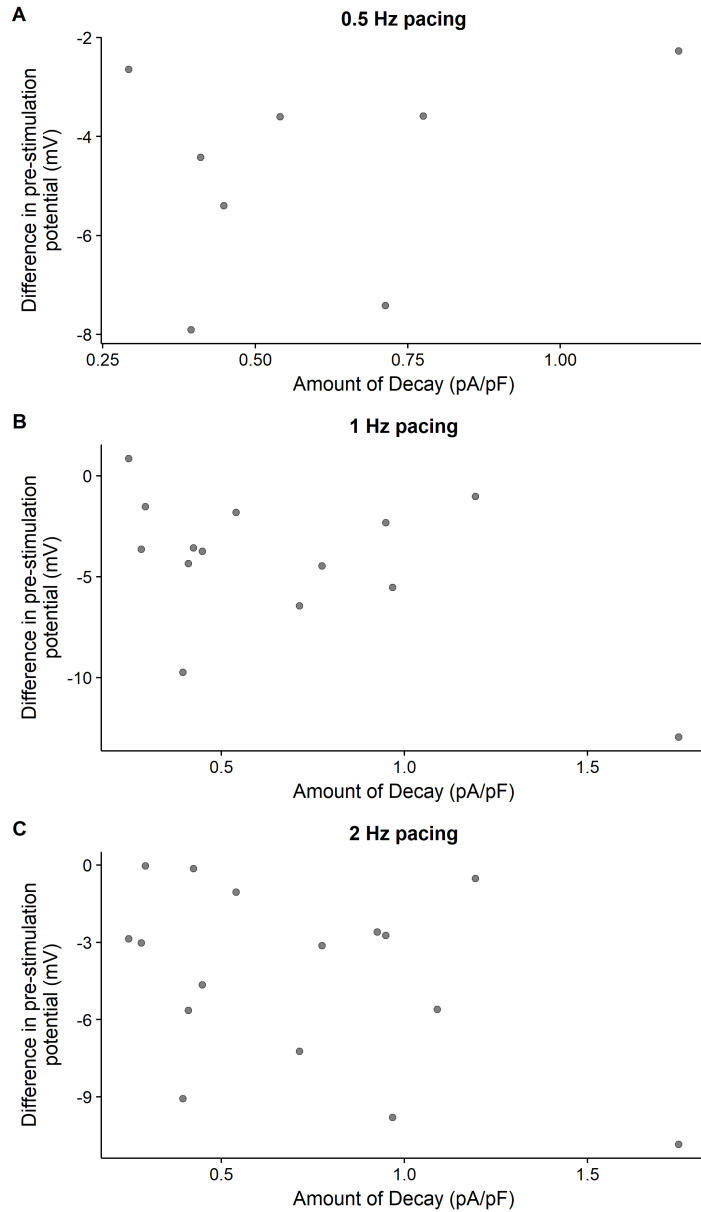 A
0.5 Hz pacing
-2
-4
-6
-8
Difference in pre-stimulation
potential (mV)
0.25 0.50 0.75 1.00
Amount of Decay (pA/pF)
B
1 Hz pacing
0
-5
-10
Difference in pre-stimulation
potential (mV)
0.5 1.0 1.5
Amount of Decay (pA/pF)
C
2 Hz pacing
0
-3
-6
-9
Difference in pre-stimulation
potential (mV)
0.5 1.0 1.5
Amount of Decay (pA/pF)